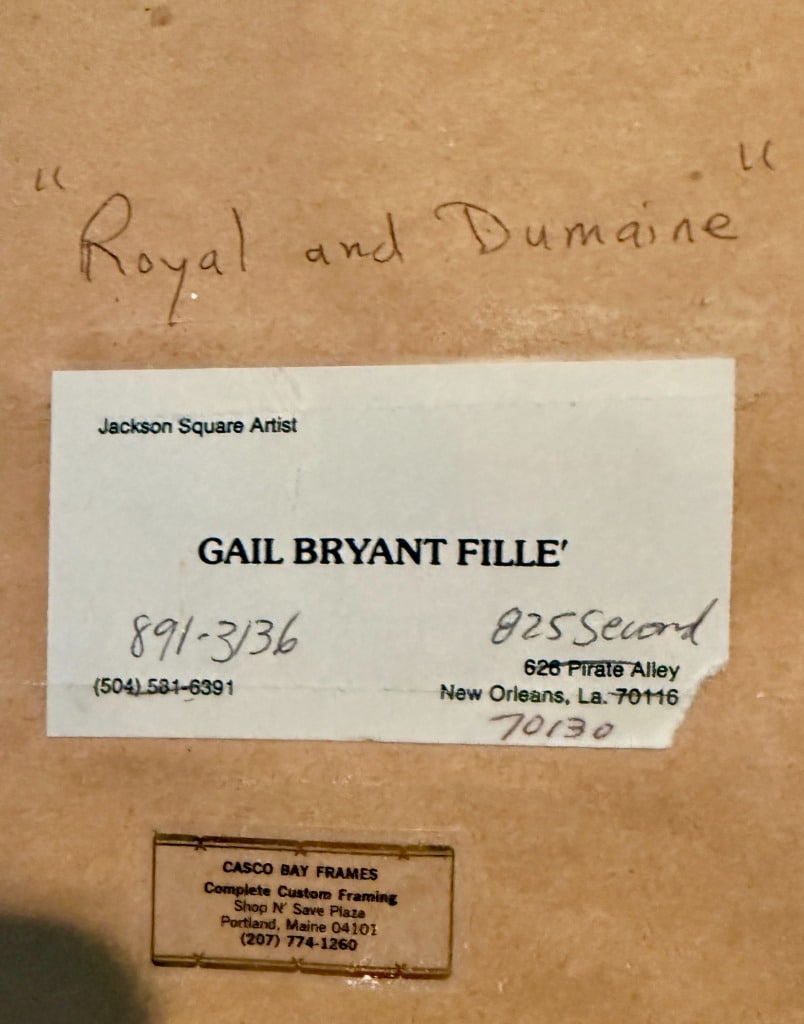 "Royal and Dumaine"
Jackson Square Artist
GAIL BRYANT FILLE'
891-3136
825 Second
(504) 581-6391
626 Pirate Alley
New Orleans, La. 70116
70130
CASCO BAY FRAMES
Complete Custom Framing
Shop N' Save Plaza
Portland, Maine 04101
(207) 774-1260